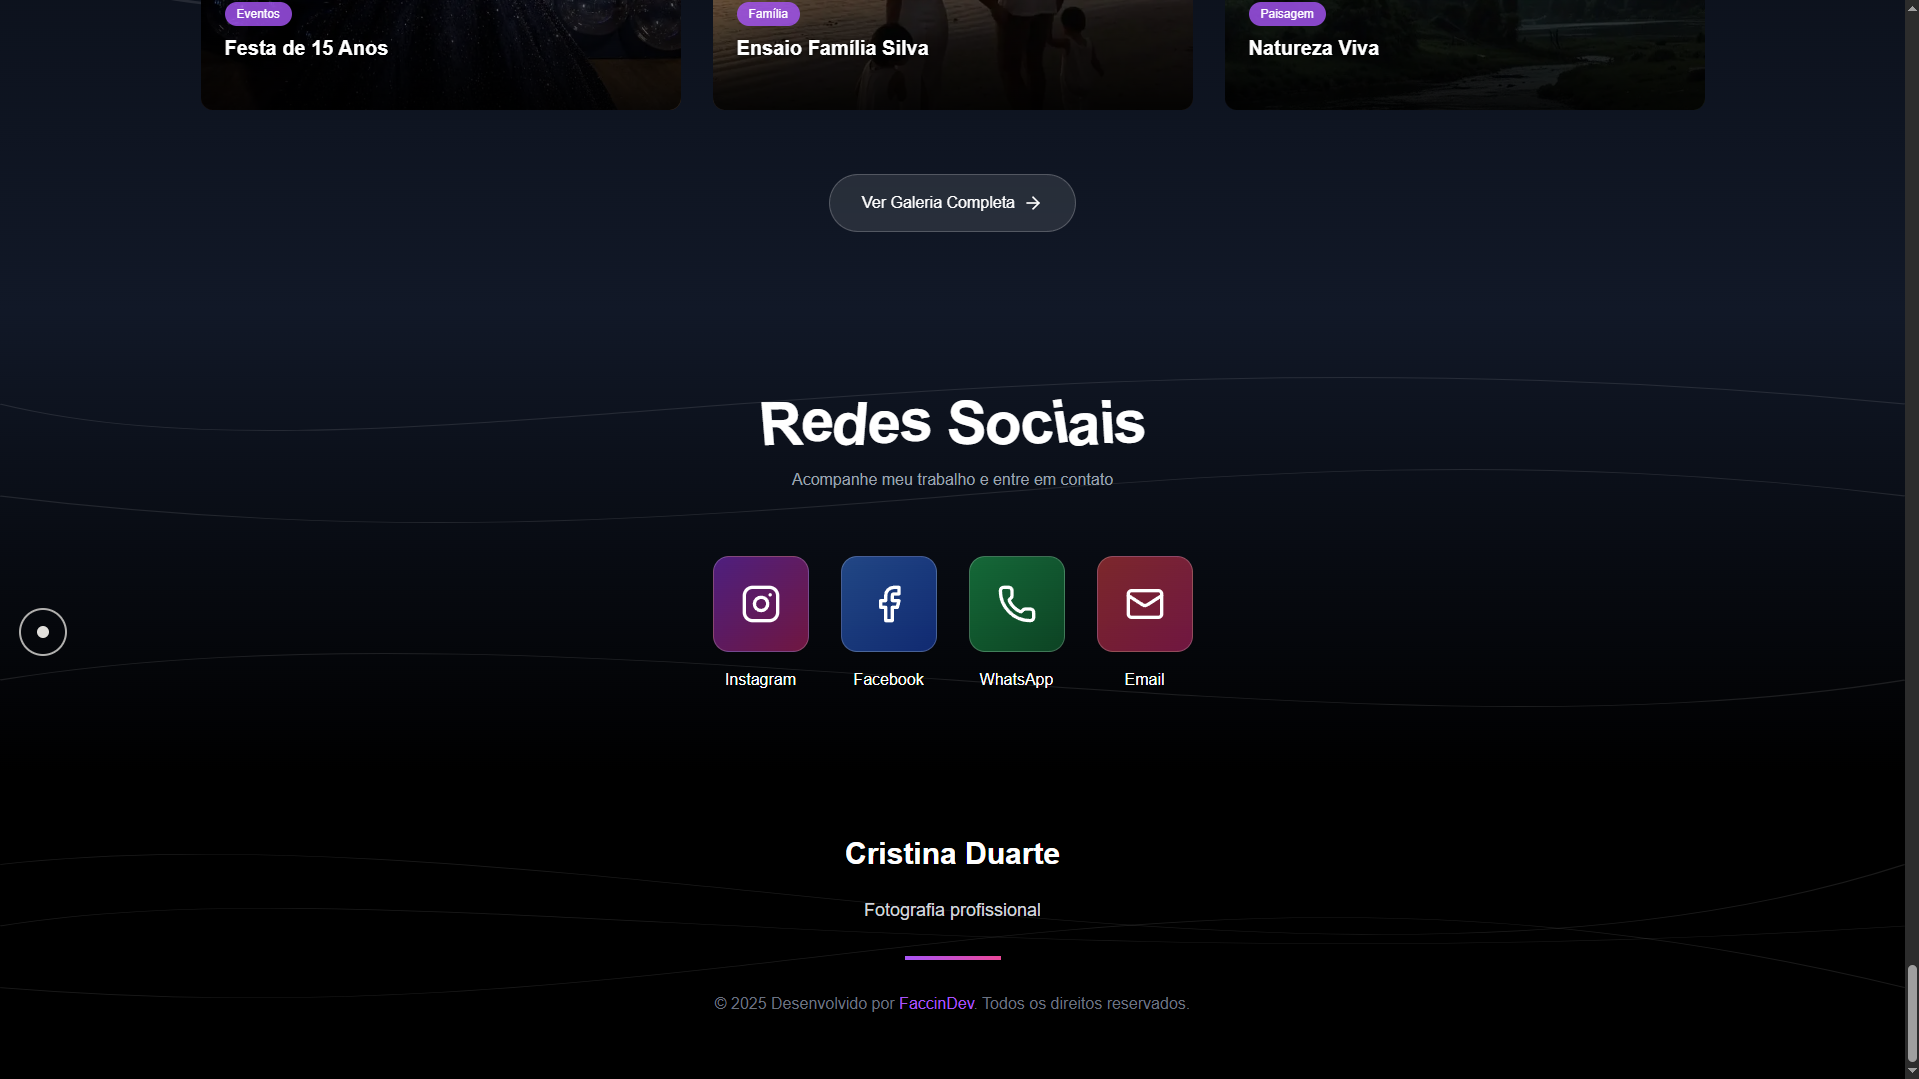 Eventos
Festa de 15 Anos
Família
Ensaio Família Silva
Paisagem
Natureza Viva
Ver Galeria Completa
Redes Sociais
Acompanhe meu trabalho e entre em contato
Instagram
Facebook
WhatsApp
Email
Cristina Duarte
Fotografia profissional
© 2025 Desenvolvido por FaccinDev. Todos os direitos reservados.